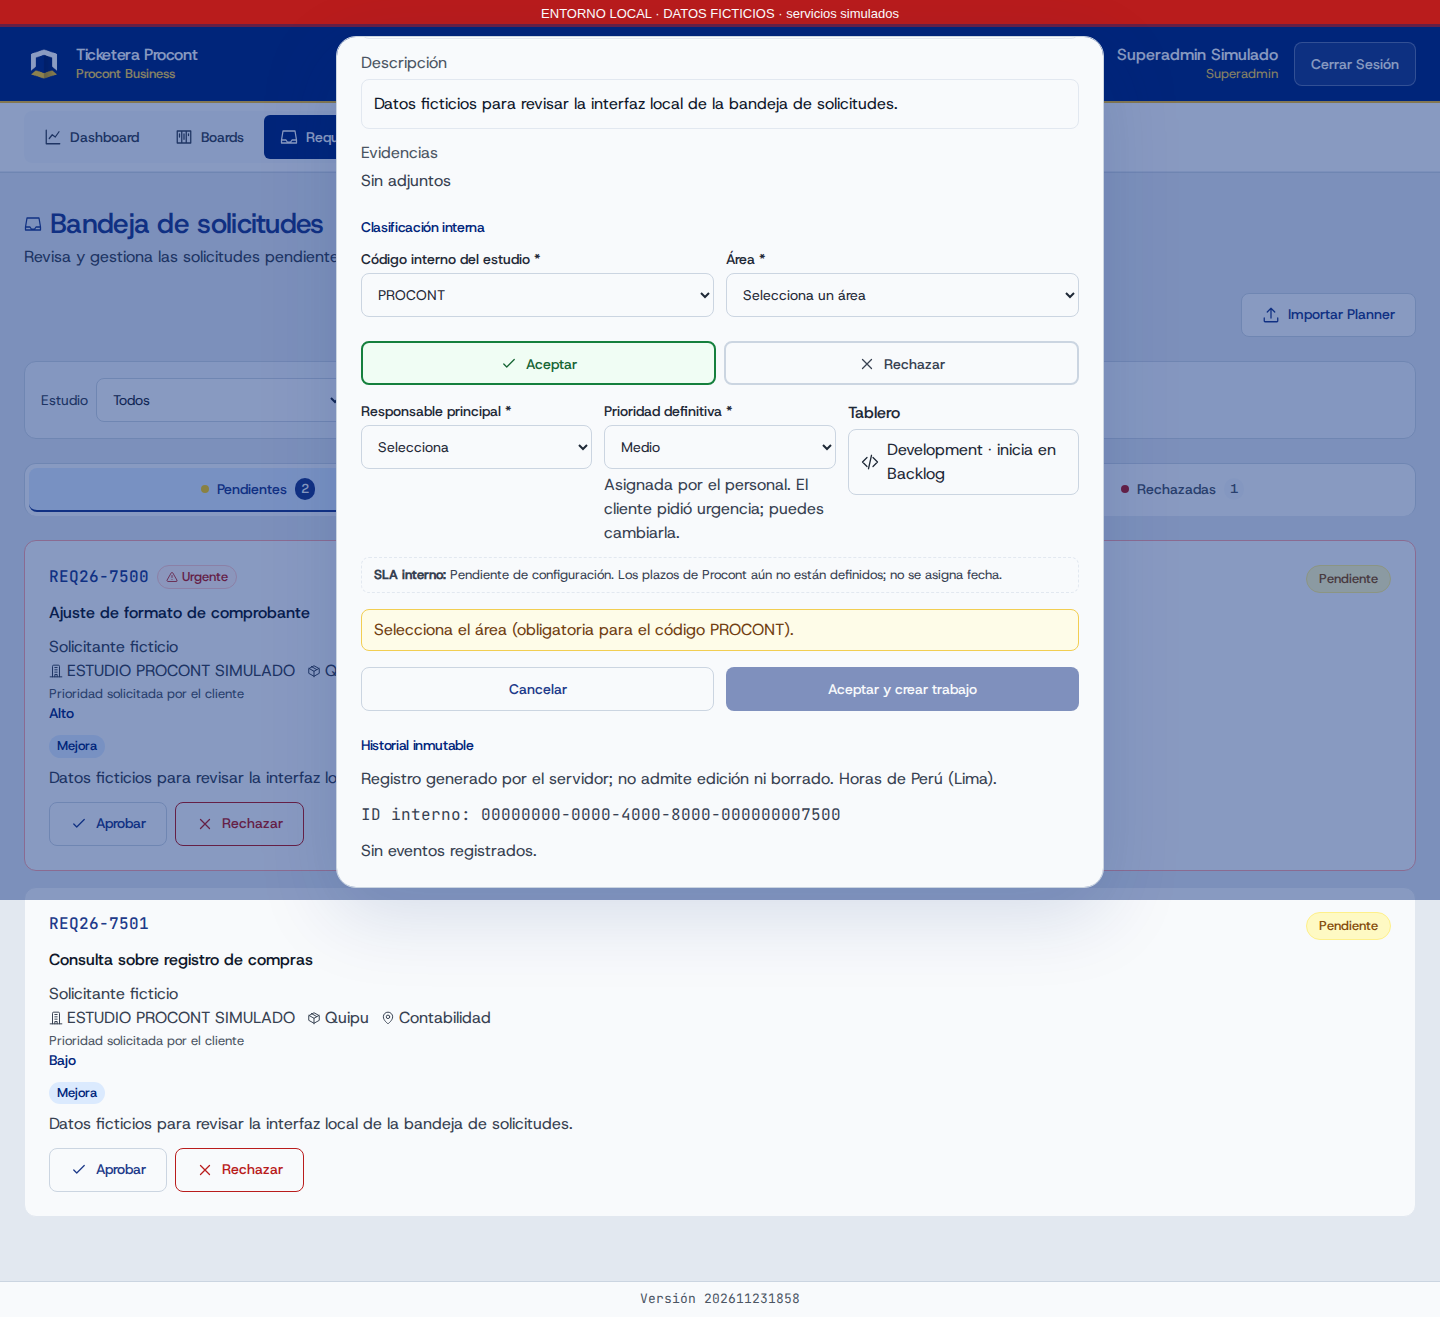 ENTORNO LOCAL · DATOS FICTICIOS · servicios simulados
Ticketera Procont
Procont Business
Superadmin Simulado
Superadmin
Cerrar Sesión
Dashboard
Boards
Requ
Bandeja de solicitudes
Revisa y gestiona las solicitudes pendiente
Importar Planner
Estudio
Todos
Pendientes 2
Rechazadas 1
REQ26-7500
Urgente
Pendiente
Ajuste de formato de comprobante
Solicitante ficticio
ESTUDIO PROCONT SIMULADO
Prioridad solicitada por el cliente
Alto
Mejora
Datos ficticios para revisar la interfaz lo
Aprobar
Rechazar
Descripción
Datos ficticios para revisar la interfaz local de la bandeja de solicitudes.
Evidencias
Sin adjuntos
Clasificación interna
Código interno del estudio *
Área *
PROCONT
Selecciona un área
Aceptar
Rechazar
Responsable principal *
Prioridad definitiva *
Tablero
Selecciona
Medio
Development · inicia en
Backlog
Asignada por el personal. El
cliente pidió urgencia; puedes
cambiarla.
SLA interno: Pendiente de configuración. Los plazos de Procont aún no están definidos; no se asigna fecha.
Selecciona el área (obligatoria para el código PROCONT).
Cancelar
Aceptar y crear trabajo
Historial inmutable
Registro generado por el servidor; no admite edición ni borrado. Horas de Perú (Lima).
ID interno: 00000000-0000-4000-8000-000000007500
Sin eventos registrados.
REQ26-7501
Pendiente
Consulta sobre registro de compras
Solicitante ficticio
ESTUDIO PROCONT SIMULADO Quipu Contabilidad
Prioridad solicitada por el cliente
Bajo
Mejora
Datos ficticios para revisar la interfaz local de la bandeja de solicitudes.
Aprobar
Rechazar
Versión 202611231858